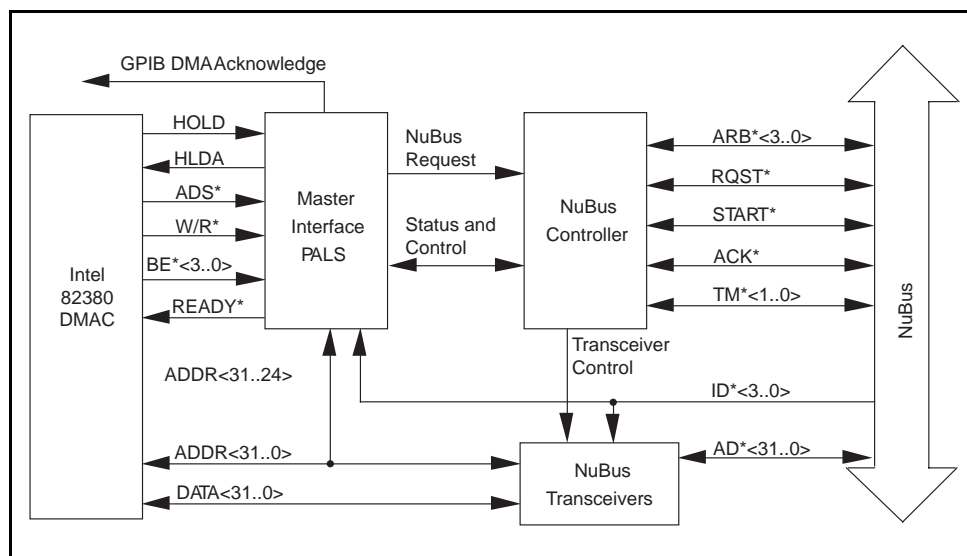 GPIB DMA Acknowledge
HOLD
HLDA
ADS*
W/R*
BE*<3..0>
READY*
Intel
82380
DMAC
Master
Interface
PALS
NuBus
Request
Status and
Control
NuBus
Controller
ARB*<3..0>
RQST*
START*
ACK*
TM*<1..0>
NuBus
Transceiver
Control
ADDR<31..24>
ID*<3..0>
ADDR<31..0>
DATA<31..0>
NuBus
Transceivers
AD*<31..0>